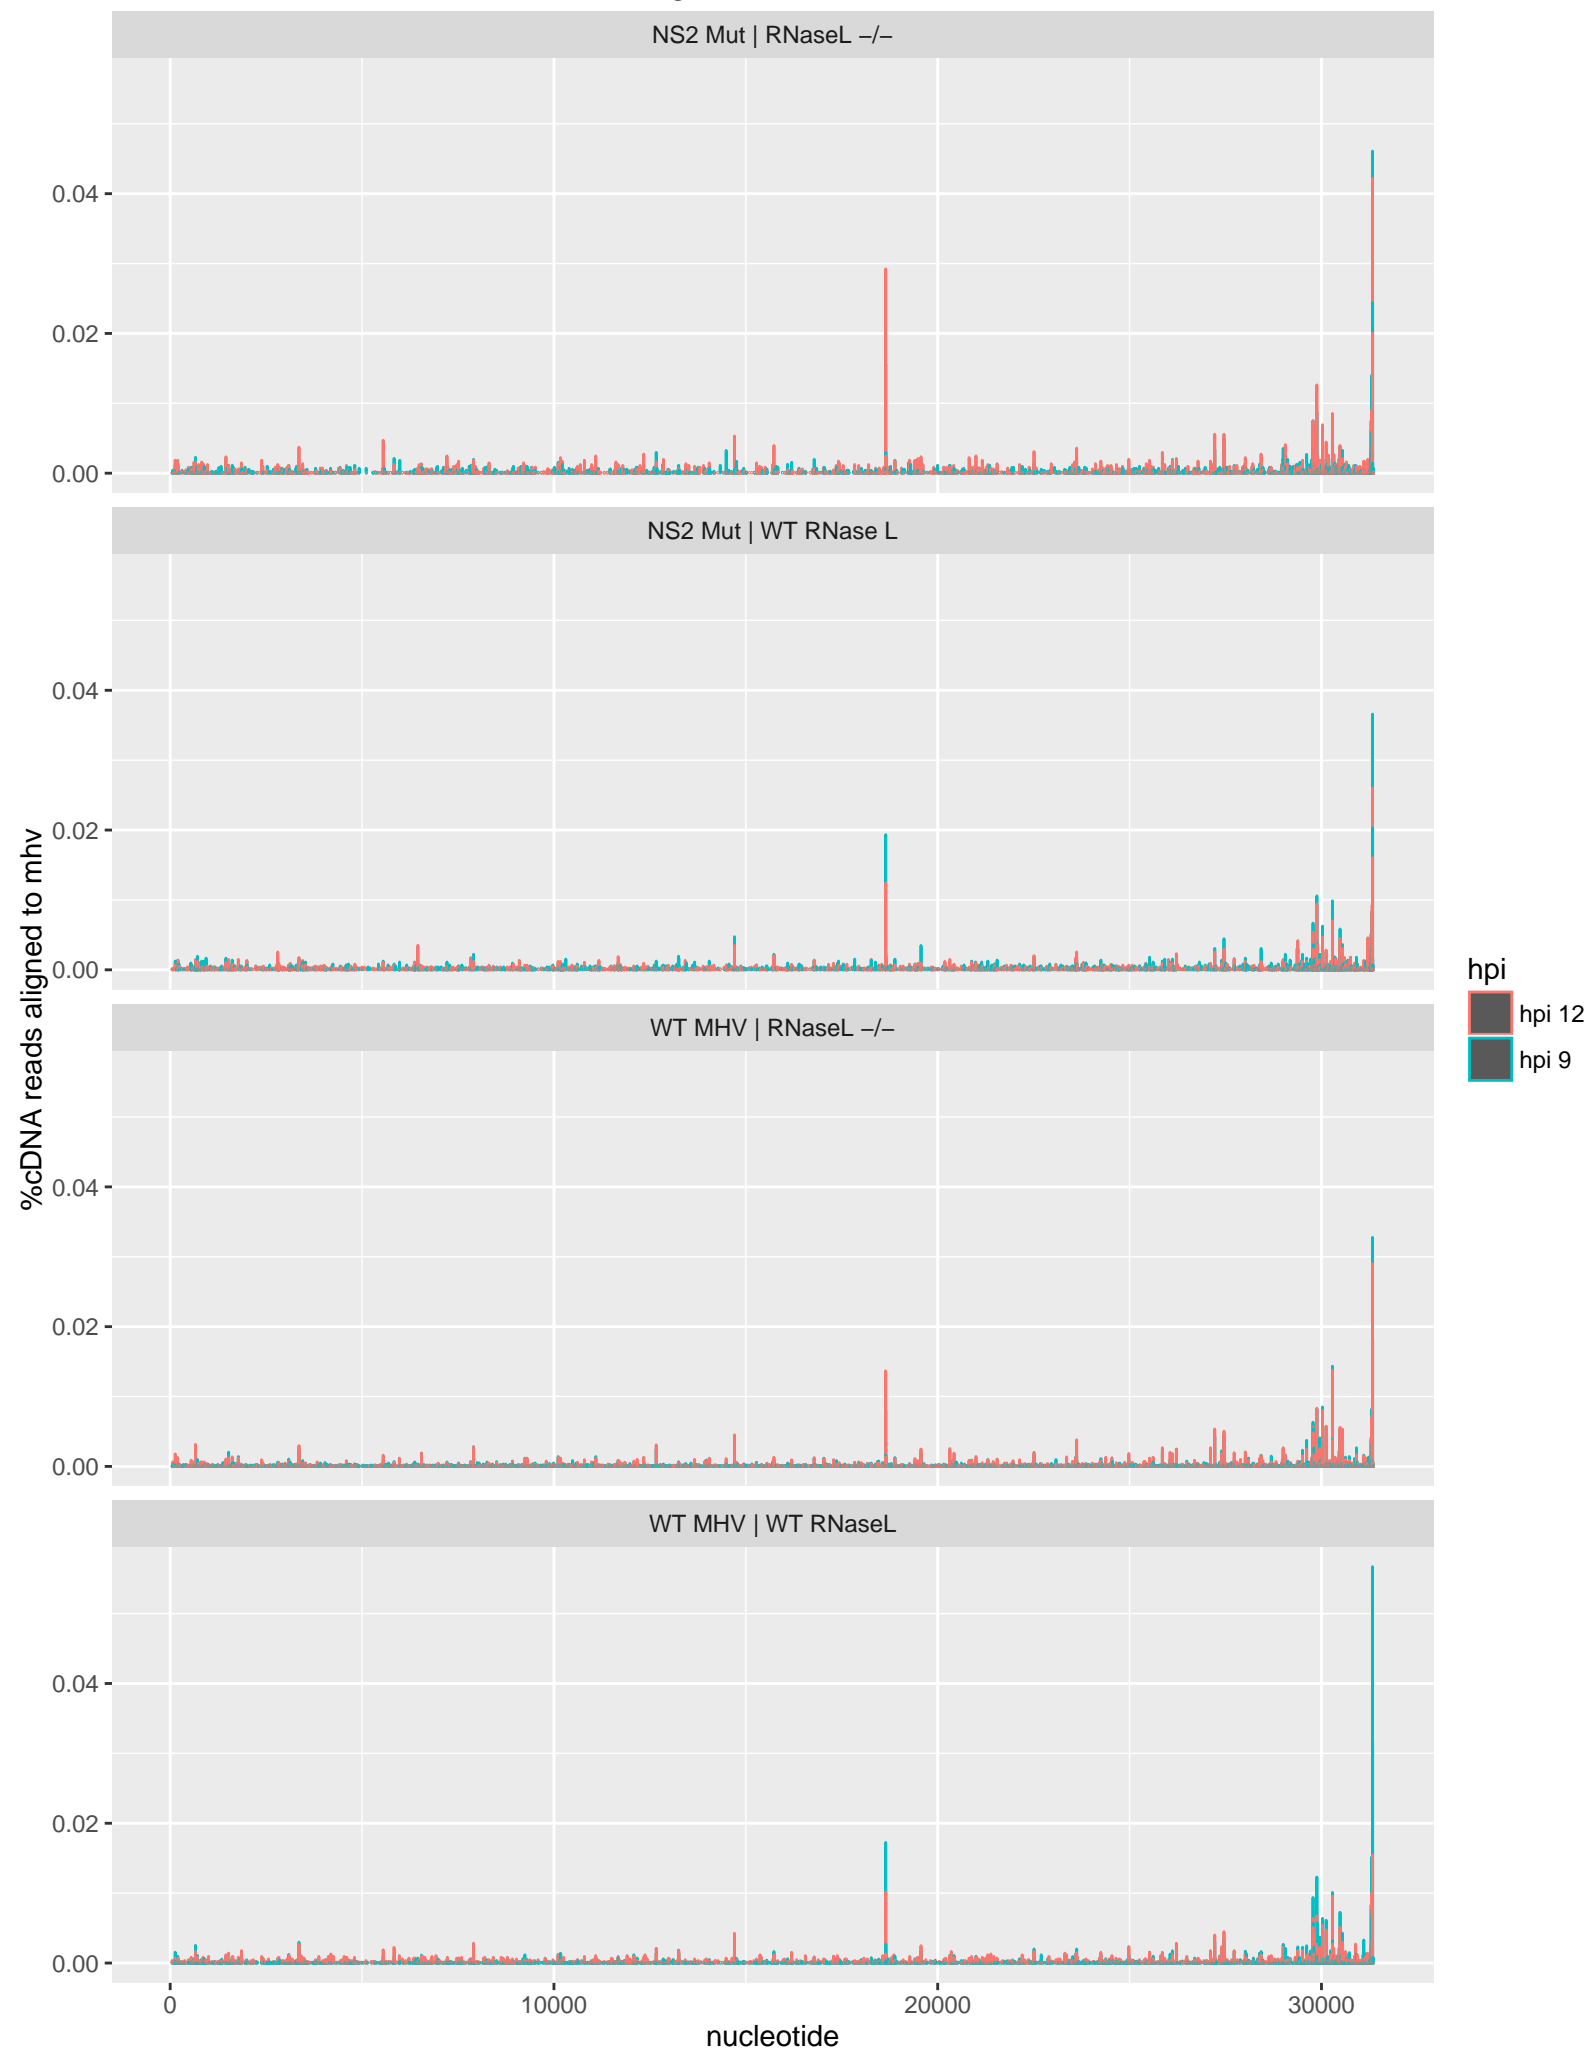 NS2 Mut | RNaseL −/−
0.04
0.02
0.00
NS2 Mut | WT RNase L
0.04
0.02
0.00
WT MHV | RNaseL −/−
0.04
0.02
0.00
WT MHV | WT RNaseL
0.04
0.02
0.00
0 10000 20000 30000
nucleotide
%cDNA reads aligned to mhv
hpi
hpi 12
hpi 9